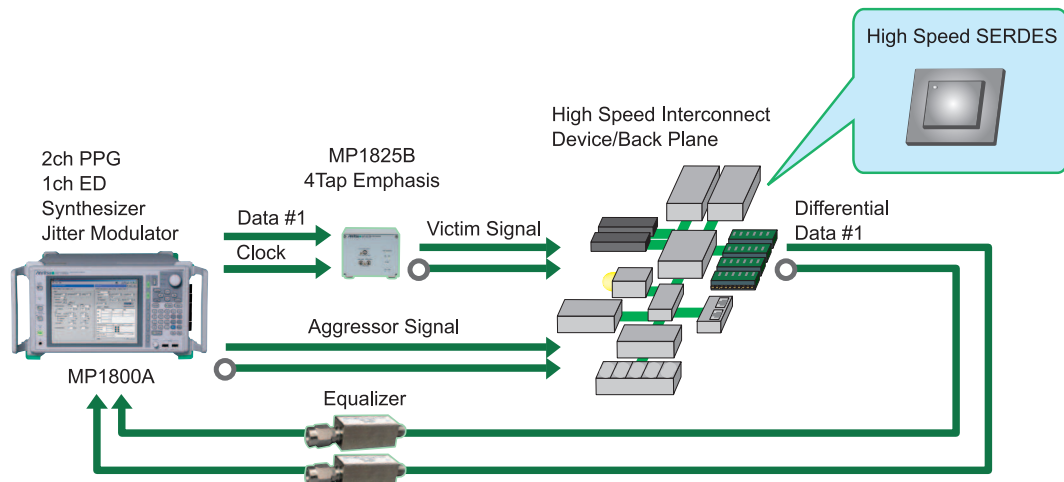 High Speed SERDES
High Speed Interconnect
Device/Back Plane
2ch PPG
1ch ED
Synthesizer
Jitter Modulator
MP1825B
4Tap Emphasis
Data #1
Clock
Victim Signal
Differential
Data #1
Aggressor Signal
MP1800A
Equalizer